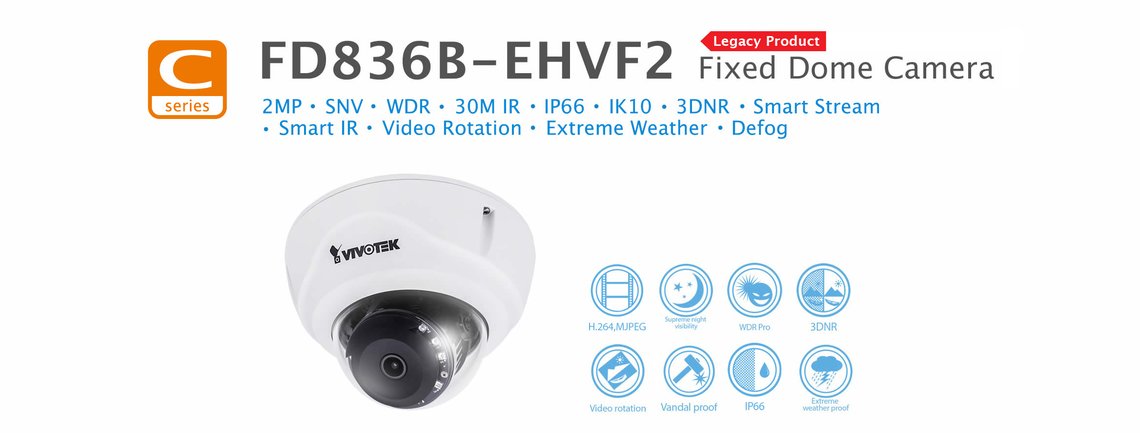 C
series
FD836B-EHVF2
Legacy Product
Fixed Dome Camera
2MP • SNV • WDR • 30M IR • IP66 • IK10 • 3DNR • Smart Stream
• Smart IR • Video Rotation • Extreme Weather • Defog
VIVOTEK
H.264,MJPEG
Supreme night
visibility
WDR Pro
3DNR
Video rotation
Vandal proof
IP66
Extreme
weather proof